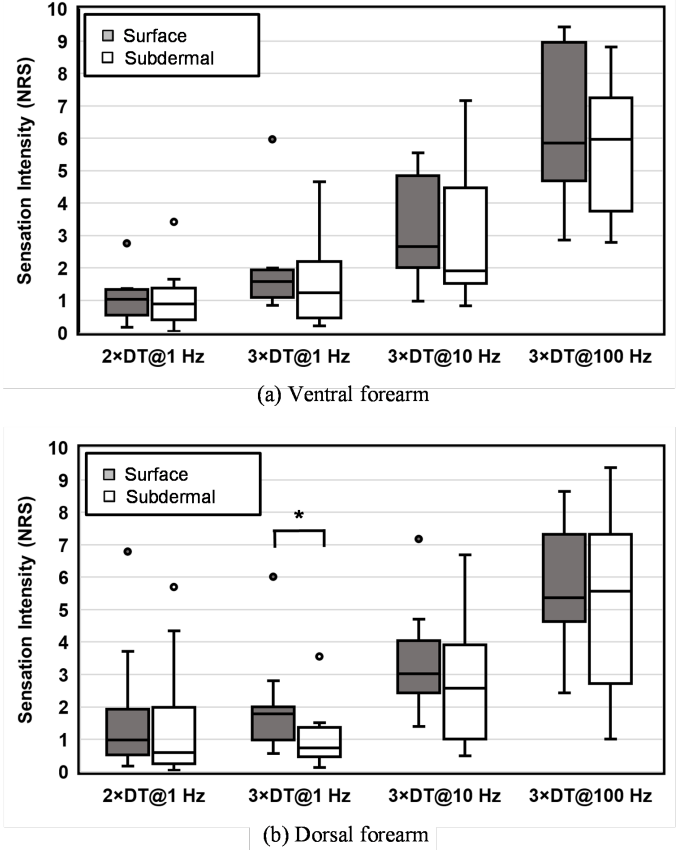 10
9
8
7
6
5
4
3
2
1
0
Sensation Intensity (NRS)
Surface
Subdermal
2×DT@1 Hz 3×DT@1 Hz 3×DT@10 Hz 3×DT@100 Hz
(a) Ventral forearm
10
9
8
7
6
5
4
3
2
1
0
Sensation Intensity (NRS)
Surface
Subdermal
*
2×DT@1 Hz 3×DT@1 Hz 3×DT@10 Hz 3×DT@100 Hz
(b) Dorsal forearm